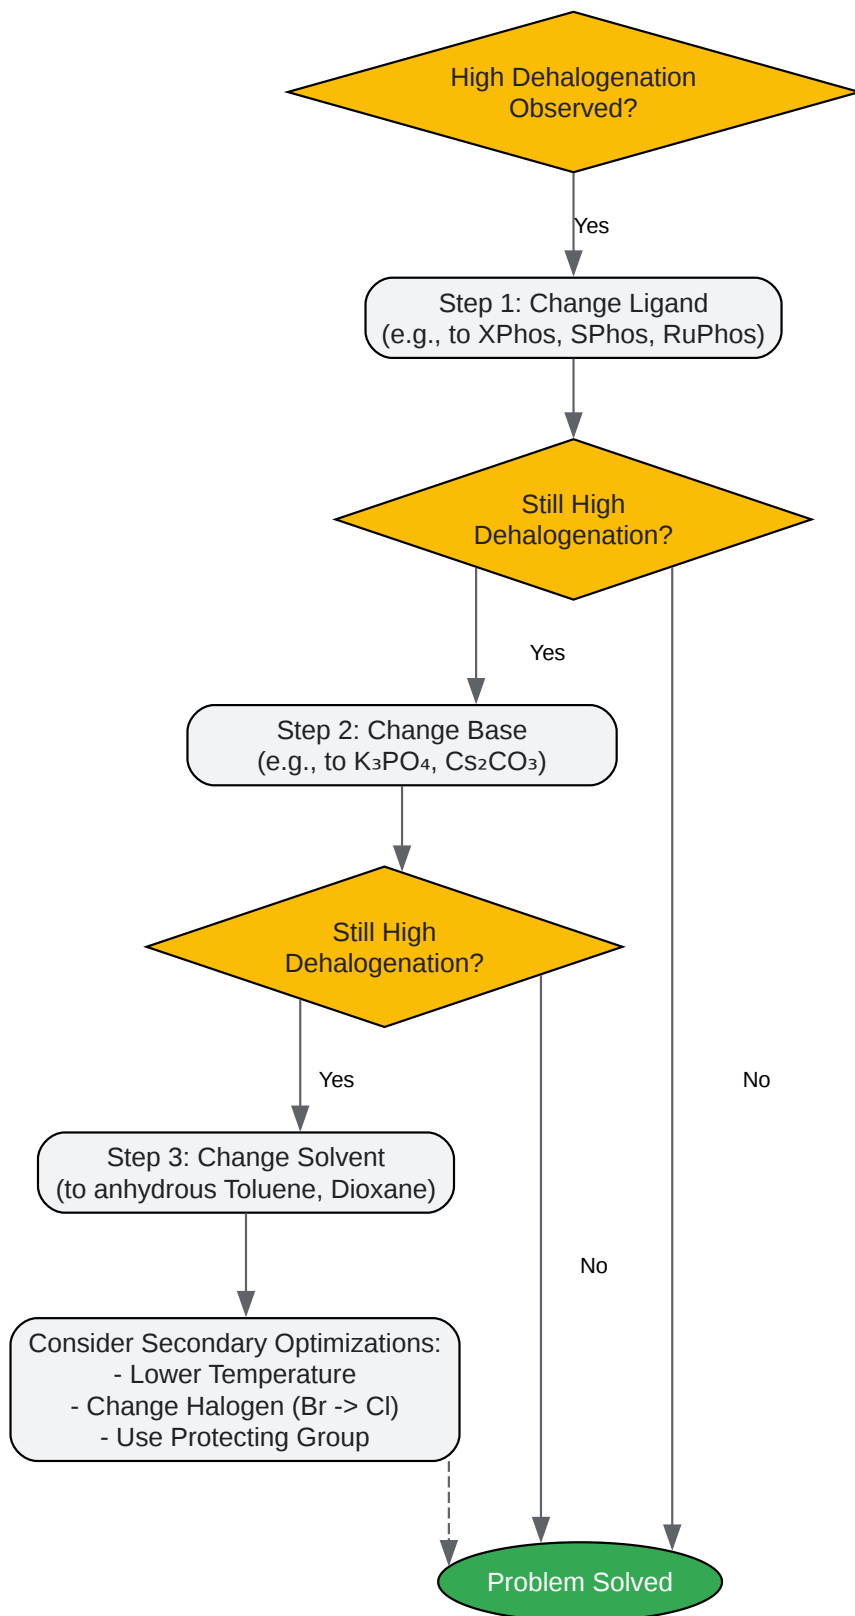 High Dehalogenation
Observed?
Yes
Step 1: Change Ligand
(e.g., to XPhos, SPhos, RuPhos)
Still High
Dehalogenation?
Yes
Step 2: Change Base
(e.g., to K₃PO₄, Cs₂CO₃)
Still High
Dehalogenation?
Yes
No
Step 3: Change Solvent
(to anhydrous Toluene, Dioxane)
No
Consider Secondary Optimizations:
- Lower Temperature
- Change Halogen (Br -> Cl)
- Use Protecting Group
Problem Solved